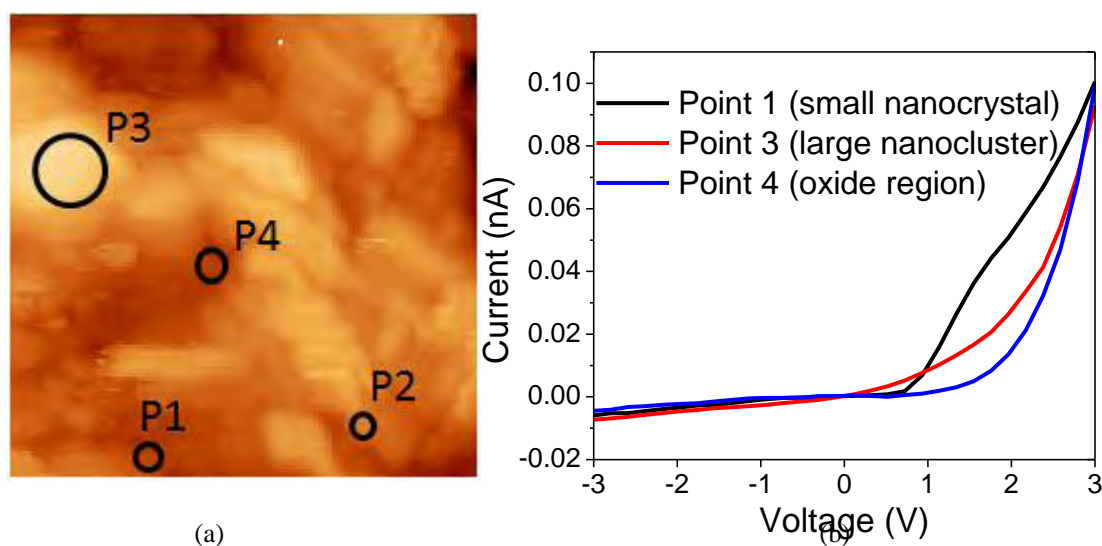 P3
P4
P2
P1
(a)
Current (nA)
0.10
0.08
0.06
0.04
0.02
0.00
-0.02
Point 1 (small nanocrystal)
Point 3 (large nanocluster)
Point 4 (oxide region)
-3 -2 -1 0 1 2 3
Voltage (V)
(b)